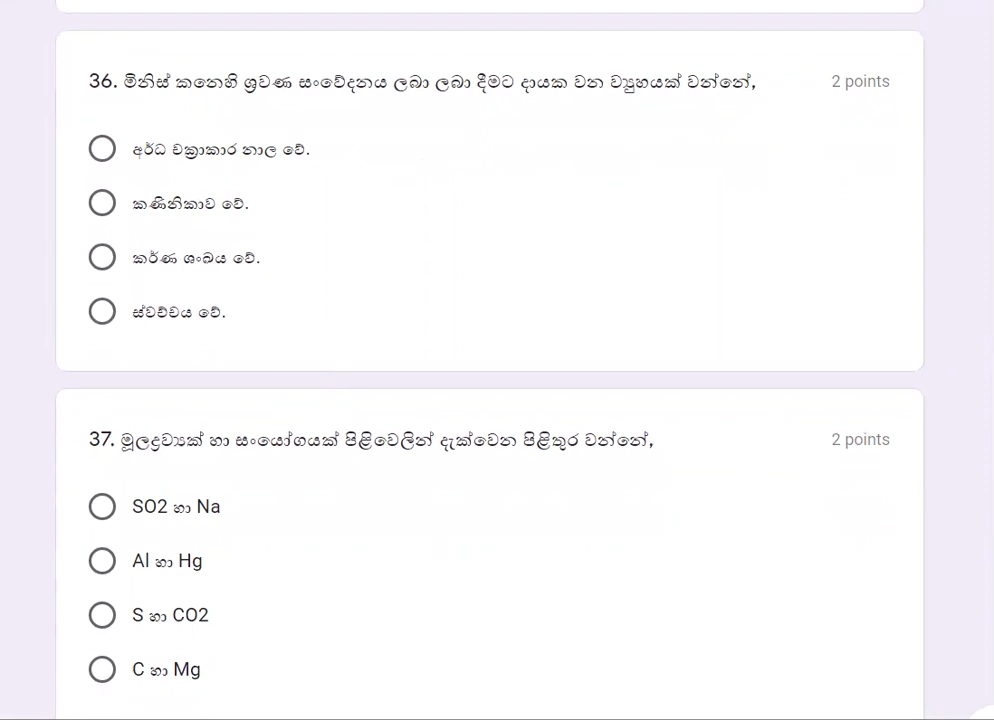 36. මිනිස් කනෙහි ශ්‍රවණ සංවේදනය ලබා ලබා දීමට දායක වන ව්‍යුහයක් වන්නේ,
2 points
අර්ධ චක්‍රාකාර නාල වේ.
කණිනිකාව වේ.
කර්ණ ශංඛය වේ.
ස්වච්චය වේ.
37. මූලද්‍රව්‍යක් හා සංයෝගයක් පිළිවෙලින් දැක්වෙන පිළිතුර වන්නේ,
2 points
SO2 හා Na
Al හා Hg
S හා CO2
C හා Mg